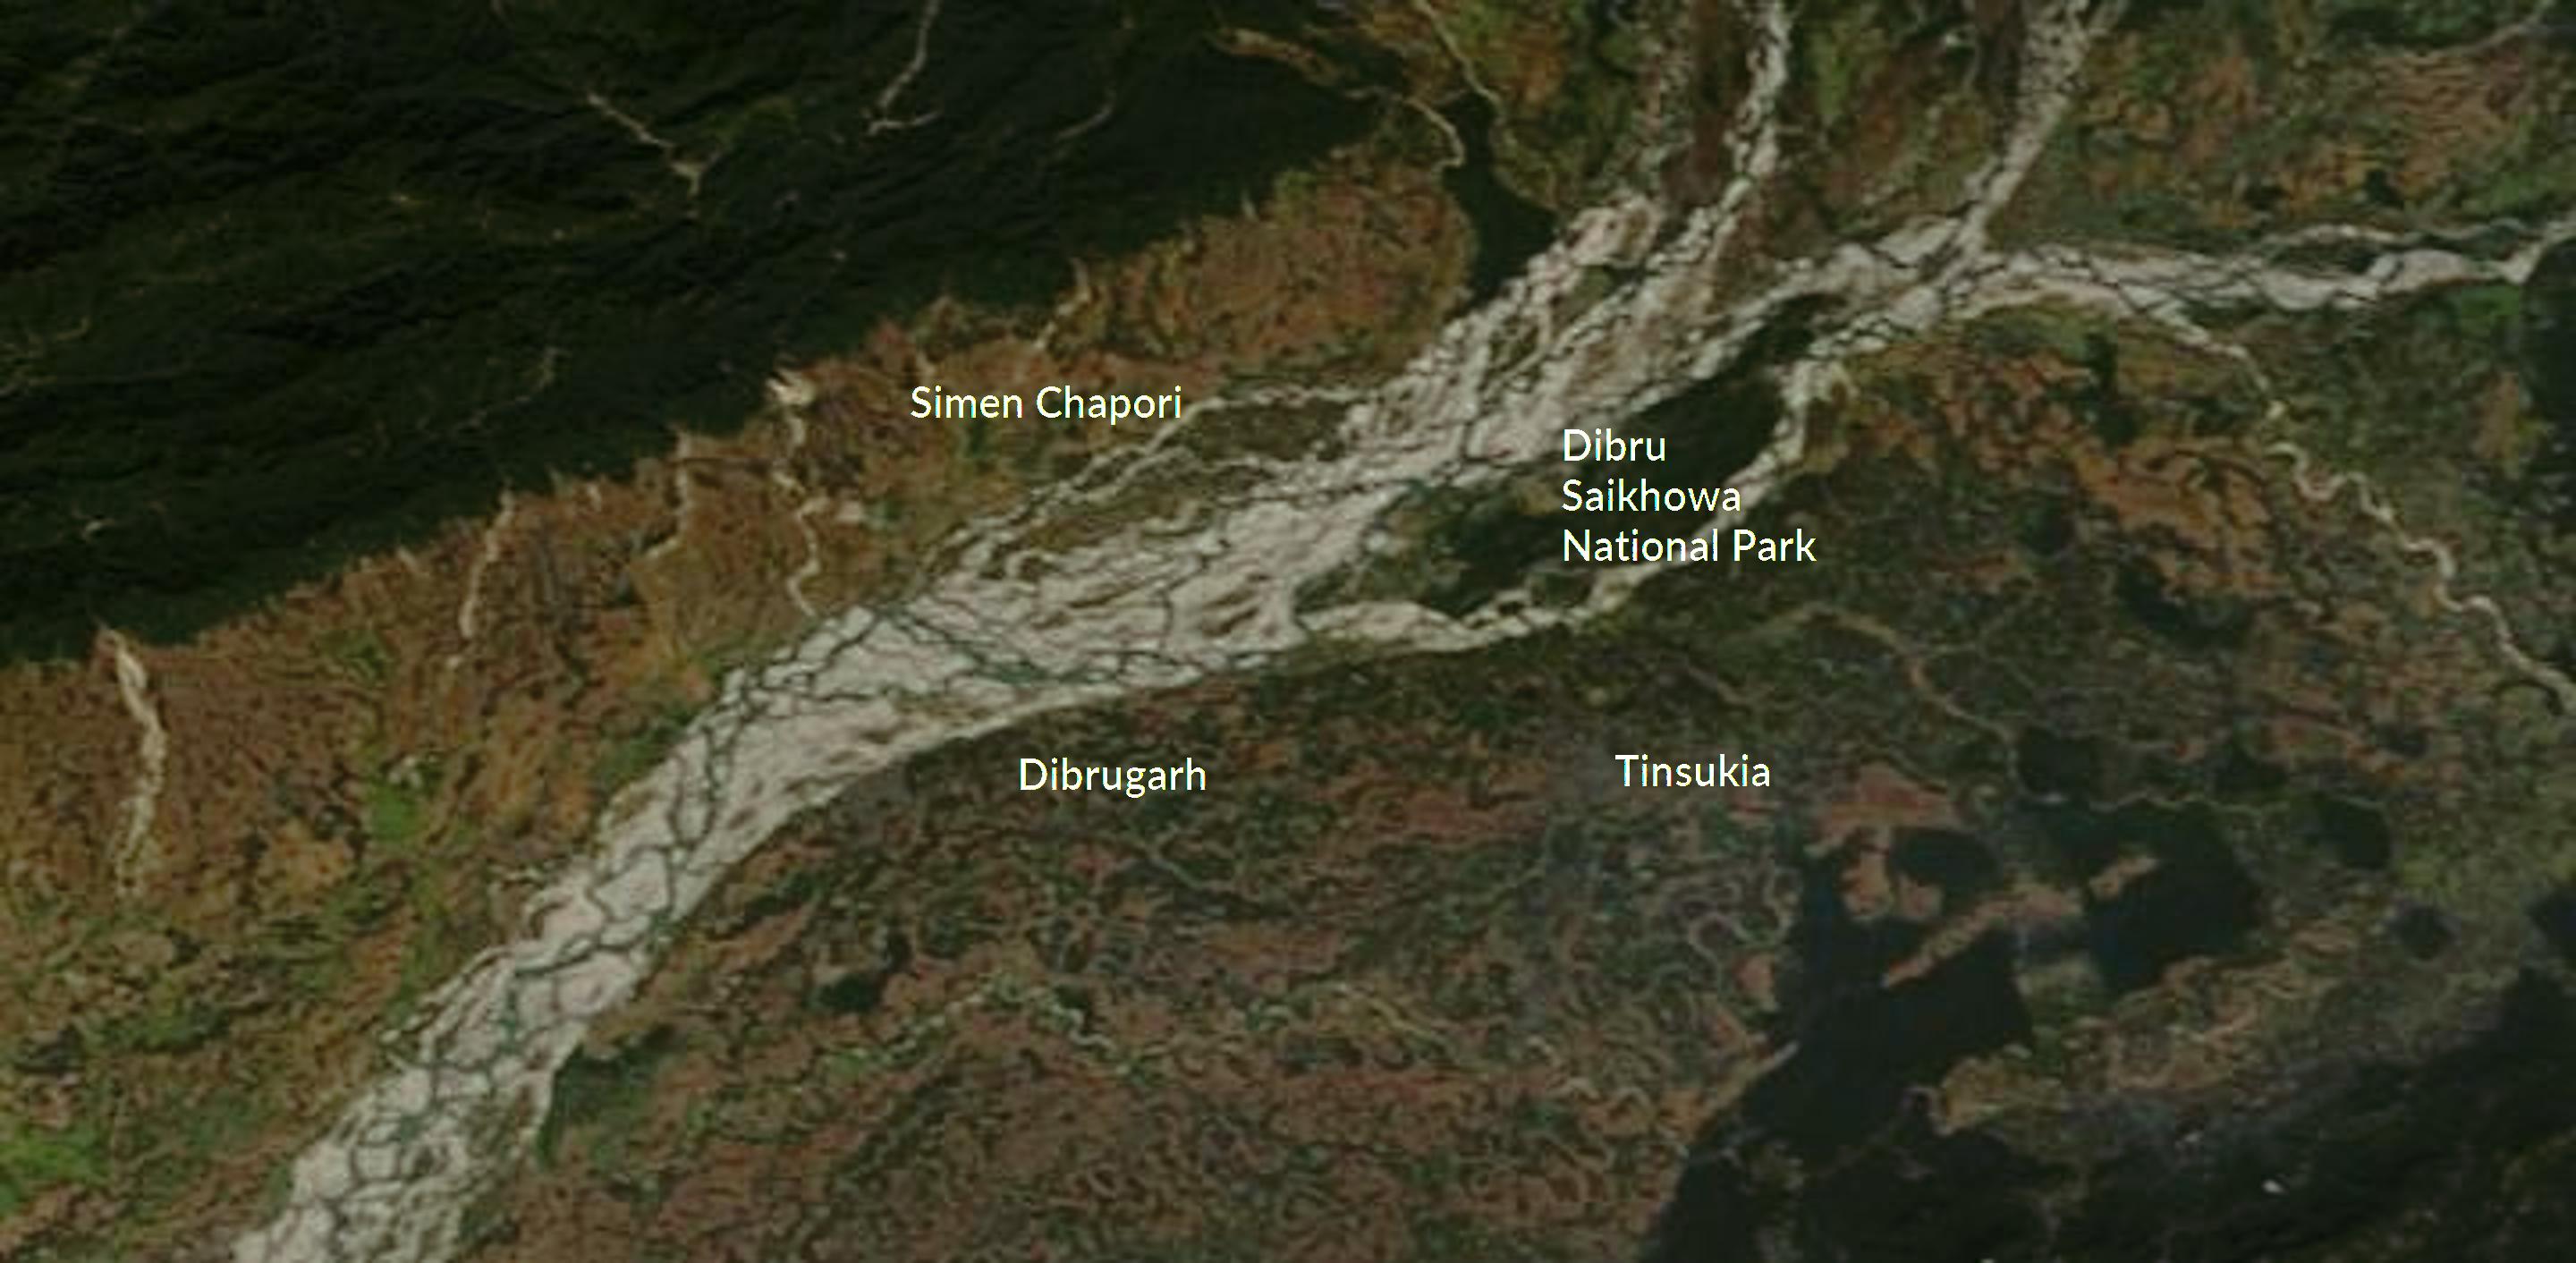 Simen Chapori
Dibru
Saikhowa
National Park
Dibrugarh
Tinsukia